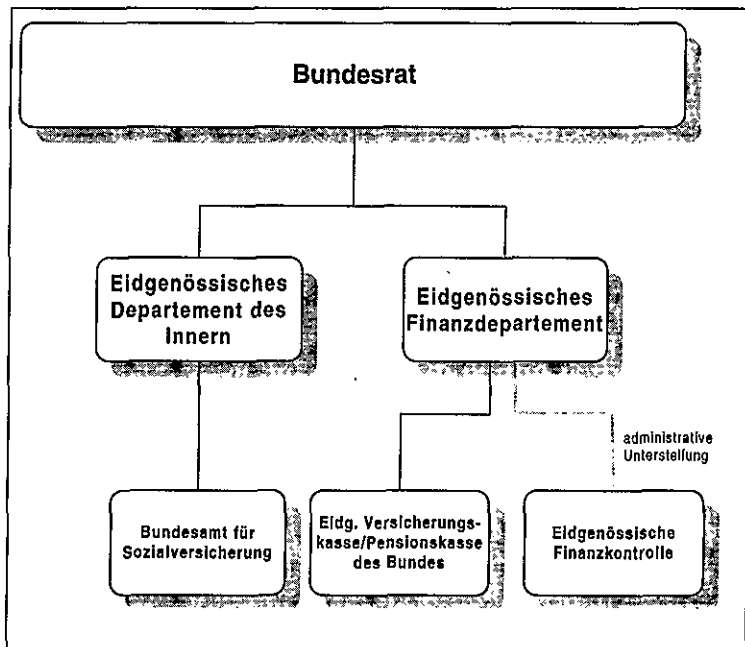 Bundesrat
Eidgenössisches
Departement des
Innern
Eidgenössisches
Finanzdepartement
administrative
Unterstellung
Bundesamt für
Sozialversicherung
Eidg. Versicherungs-
kasse/Pensionskasse
des Bundes
Eidgenössische
Finanzkontrolle